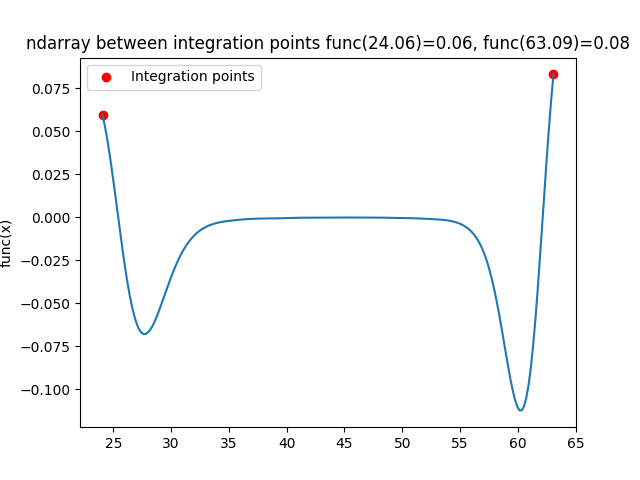 ndarray between integration points func(24.06)=0.06, func(63.09)=0.08
Integration points
func(x)
0.075
0.050
0.025
0.000
−0.025
−0.050
−0.075
−0.100
25 30 35 40 45 50 55 60 65